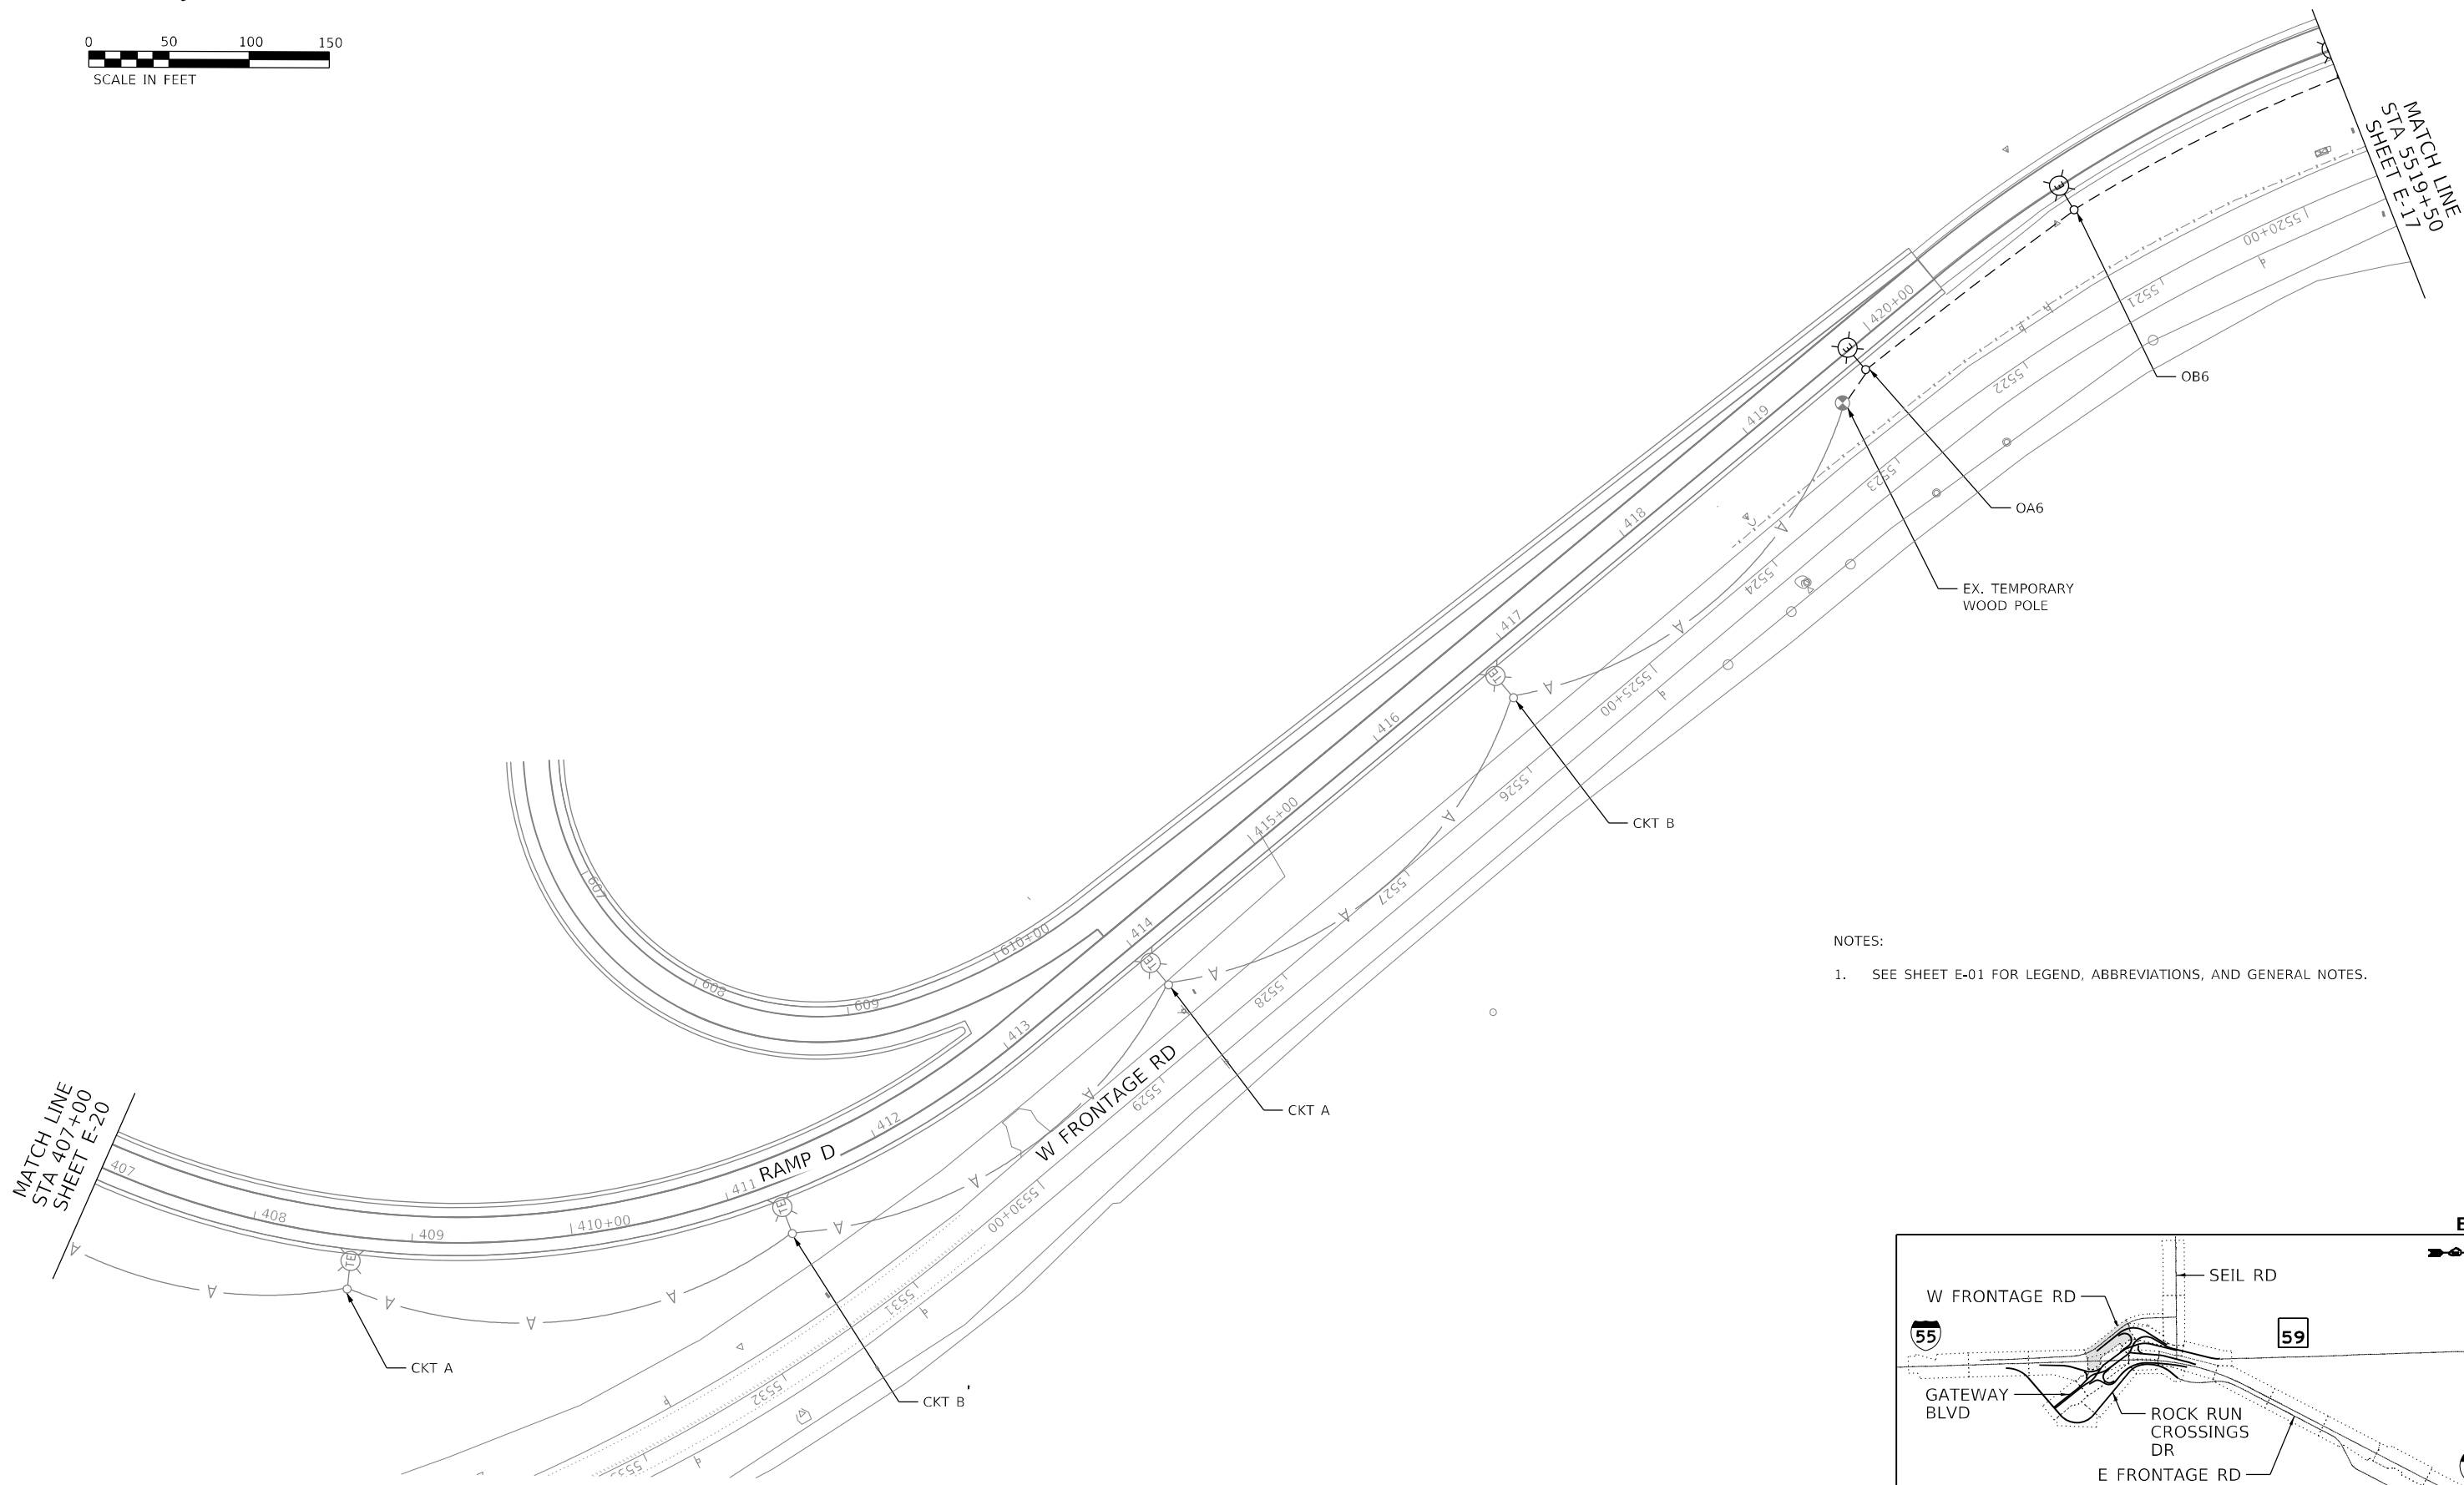 0 50 100 150
SCALE IN FEET
MATCH LINE
STA 5519+50
SHEET E-17
E
E
5520+00
5521
5522
5523
5524
5525+00
5526
5527
5528
5529
5530+00
5531
5532
420+00
419
418
417
416
415+00
414
413
412
411
410+00
409
408
407
607
608
609
610+00
OB6
OA6
EX. TEMPORARY
WOOD POLE
TEL
CKT B
A
A
A
A
A
A
TEL
CKT A
A
A
A
A
W FRONTAGE RD
RAMP D
TEL
CKT B
A
A
A
TEL
CKT A
A
A
MATCH LINE
STA 407+00
SHEET E-20
NOTES:
1. SEE SHEET E-01 FOR LEGEND, ABBREVIATIONS, AND GENERAL NOTES.
E
SEIL RD
W FRONTAGE RD
55
59
GATEWAY
BLVD
ROCK RUN
CROSSINGS
DR
E FRONTAGE RD